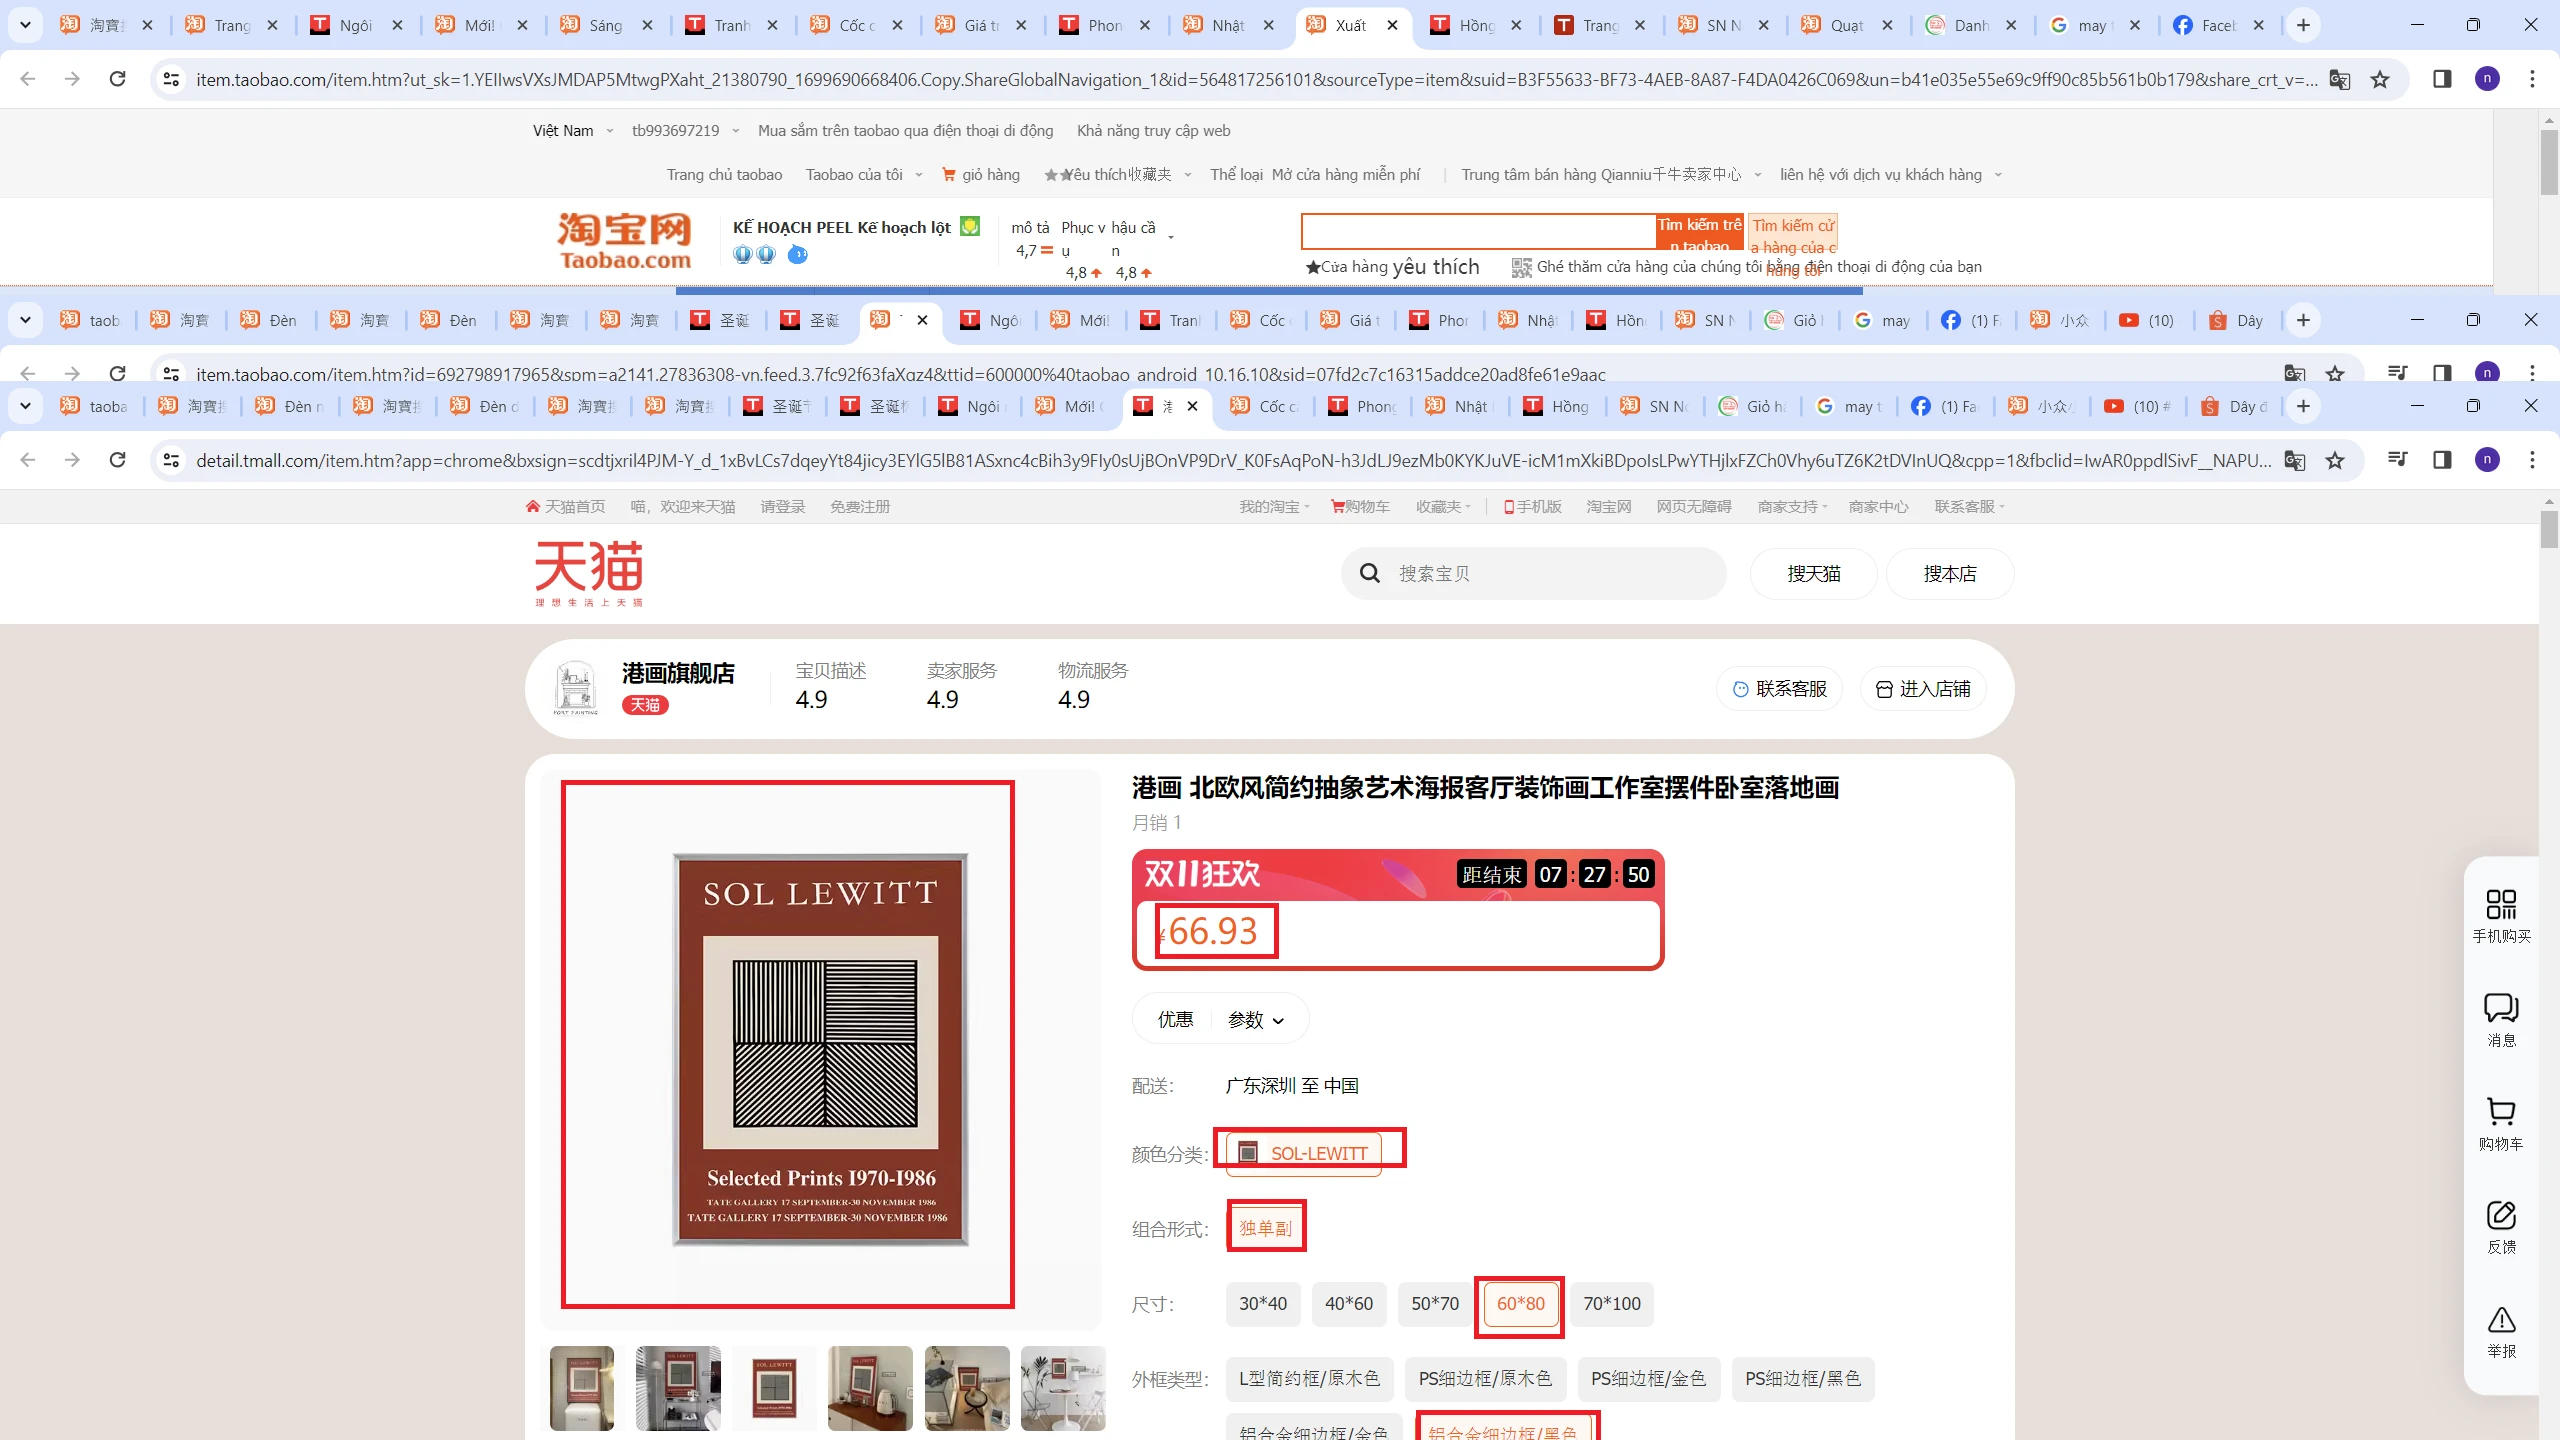 淘寶 Trang Ngôi Mới! Sáng Tranh Cốc c Giá tr Phon Nhật Xuất Hồng Trang SN N Quạt Danh may Faceb
item.taobao.com/item.htm?ut_sk=1.YEIIwsVXsJMDAP5MtwgPXaht_21380790_1699690668406.Copy.ShareGlobalNavigation_1&id=564817256101&sourceType=item&suid=B3F55633-BF73-4AEB-8A87-F4DA0426C069&un=b41e035e55e69c9ff90c85b561b0b179&share_crt_v=...
Việt Nam tb993697219 Mua sắm trên taobao qua điện thoại di động Khả năng truy cập web
Trang chủ taobao Taobao của tôi giỏ hàng Yêu thích收藏夹 Thể loại Mở cửa hàng miễn phí Trung tâm bán hàng Qianniu千牛卖家中心 liên hệ với dịch vụ khách hàng
淘宝网
Taobao.com
KẾ HOẠCH PEEL Kế hoạch lột
mô tả Phục v hậu cầ
4,7 ụ n
4,8 4,8
Tìm kiếm trê
n taobao
Tìm kiếm cử
a hàng của c
húng tôi
Cửa hàng yêu thích Ghé thăm cửa hàng của chúng tôi bằng điện thoại di động của bạn
taob 淘寶 Đèn 淘寶 Đèn 淘寶 淘寶 圣诞 圣诞 Ngôi Mới! Tranh Cốc Giá t Phon Nhật Hồn SN N Giỏ h may (1) Fa 小众 (10) Dây
item.taobao.com/item.htm?id=692798917965&spm=a2141.27836308-vn.feed.3.7fc92f63faXgz4&ttid=600000%40taobao_android_10.16.10&sid=07fd2c7c16315addce20ad8fe61e9aac
taoba 淘寶 Đèn n 淘寶 Đèn d 淘寶 淘寶 圣诞节 圣诞 Ngôi Mới! 港 Cốc c Phong Nhật Hồng SN N Giỏ h may t (1) Fa 小众 (10) # Dây đ
detail.tmall.com/item.htm?app=chrome&bxsign=scdtjxril4PJM-Y_d_1xBvLCs7dqeyYt84jicy3EYlG5lB81ASxnc4cBih3y9FIy0sUjBOnVP9DrV_K0FsAqPoN-h3JdLJ9ezMb0KYKJuVE-icM1mXkiBDpoIsLPwYTHjlxFZCh0Vhy6uTZ6K2tDVInUQ&cpp=1&fbclid=IwAR0ppdlSivF__NAPU...
天猫首页 喵，欢迎来天猫 请登录 免费注册 我的淘宝 购物车 收藏夹 手机版 淘宝网 网页无障碍 商家支持 商家中心 联系客服
天猫
理想生活上天猫
搜索宝贝 搜天猫 搜本店
港画旗舰店 宝贝描述 卖家服务 物流服务
天猫 4.9 4.9 4.9
联系客服 进入店铺
港画 北欧风简约抽象艺术海报客厅装饰画工作室摆件卧室落地画
月销 1
双11狂欢 距结束 07 : 27 : 50
¥66.93
优惠 参数
配送： 广东深圳 至 中国
颜色分类： SOL-LEWITT
组合形式： 独单副
尺寸： 30*40 40*60 50*70 60*80 70*100
外框类型： L型简约框/原木色 PS细边框/原木色 PS细边框/金色 PS细边框/黑色
铝合金细边框/金色 铝合金细边框/黑色
SOL LEWITT
Selected Prints I970-I986
TATE GALLERY 17 SEPTEMBER-30 NOVEMBER 1986
TATE GALLERY 17 SEPTEMBER-30 NOVEMBER 1986
手机购买
消息
购物车
反馈
举报